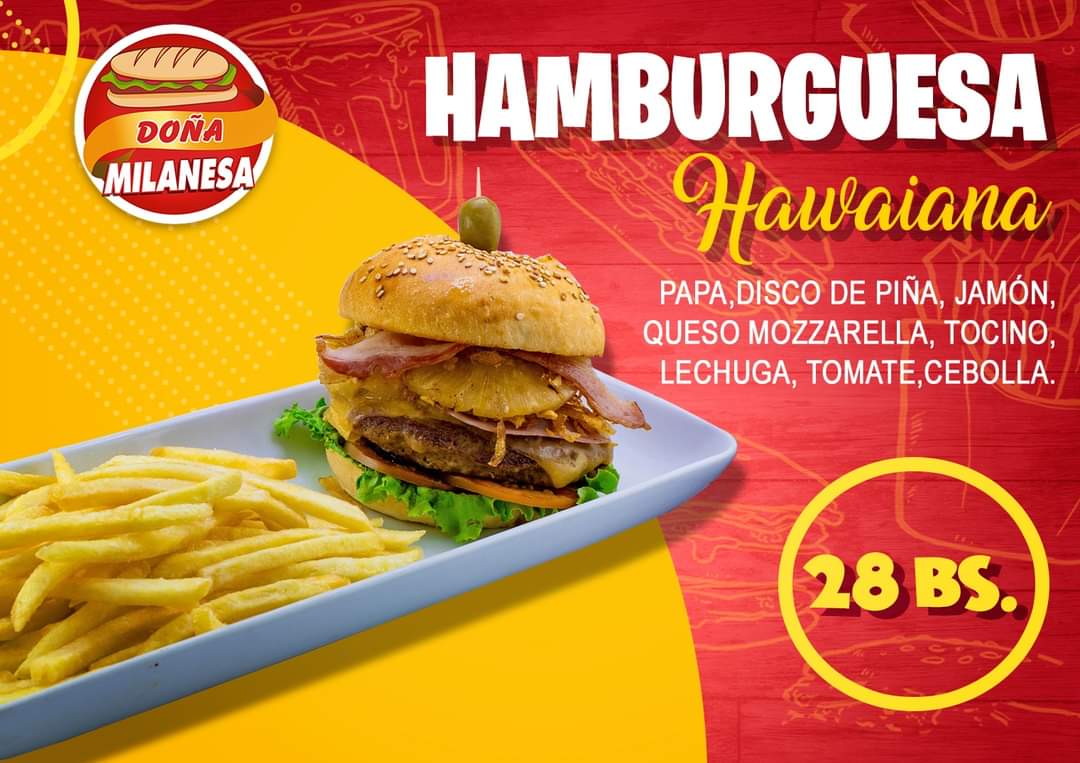 DOÑA
MILANESA
HAMBURGUESA
Hawaiana
PAPA,DISCO DE PIÑA, JAMÓN,
QUESO MOZZARELLA, TOCINO,
LECHUGA, TOMATE,CEBOLLA.
28 BS.